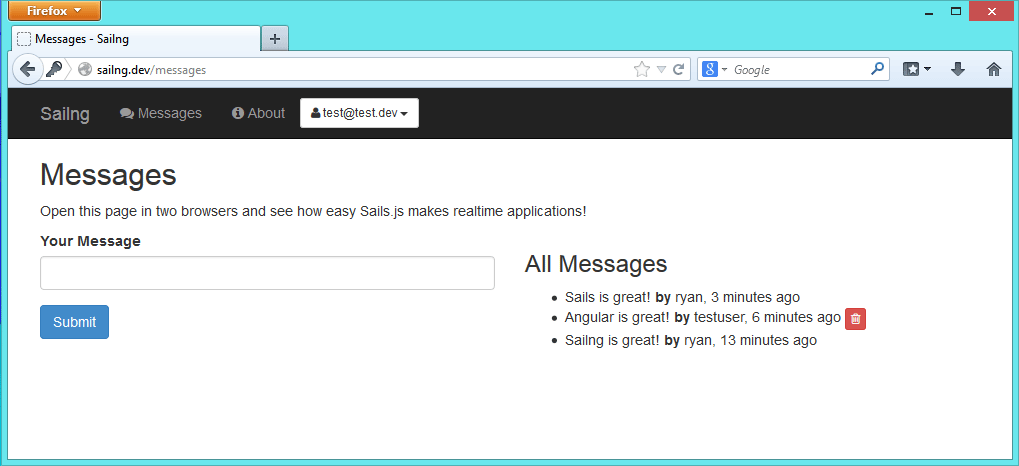 Firefox
Messages - Sailng
sailng.dev/messages
Google
Sailng Messages About test@test.dev
Messages
Open this page in two browsers and see how easy Sails.js makes realtime applications!
Your Message
Submit
All Messages
Sails is great! by ryan, 3 minutes ago
Angular is great! by testuser, 6 minutes ago
Sailng is great! by ryan, 13 minutes ago